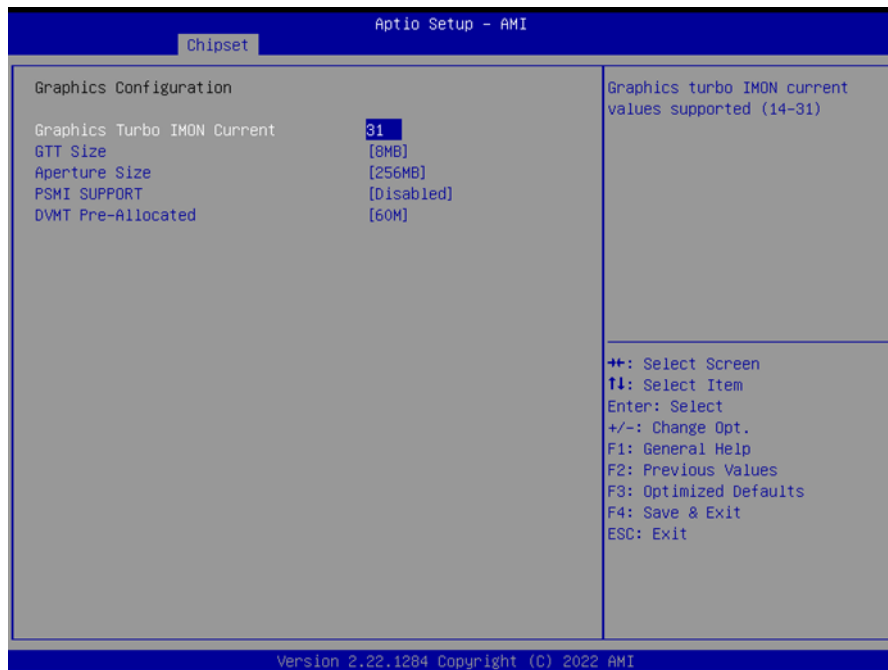 Aptio Setup – AMI
Chipset
Graphics Configuration
Graphics Turbo IMON Current 31
GTT Size [8MB]
Aperture Size [256MB]
PSMI SUPPORT [Disabled]
DVMT Pre-Allocated [60M]
Graphics turbo IMON current
values supported (14-31)
→←: Select Screen
↑↓: Select Item
Enter: Select
+/-: Change Opt.
F1: General Help
F2: Previous Values
F3: Optimized Defaults
F4: Save & Exit
ESC: Exit
Version 2.22.1284 Copyright (C) 2022 AMI